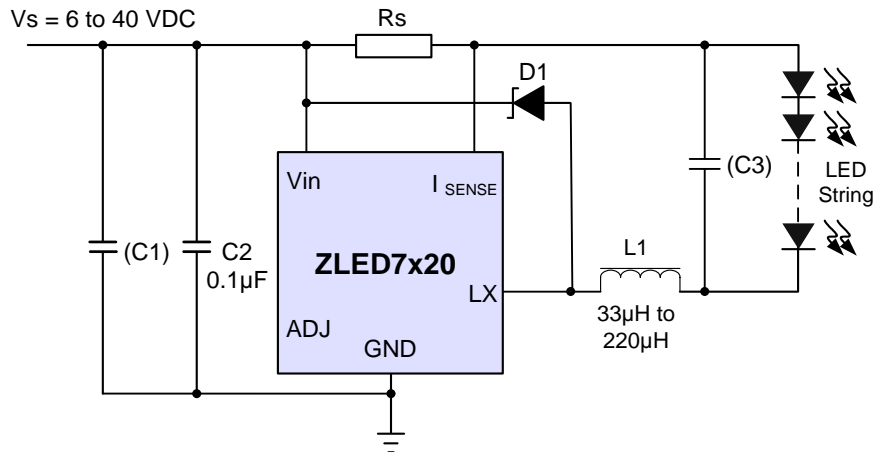 Vs = 6 to 40 VDC
Rs
D1
Vin
I SENSE
(C3)
LED
String
(C1)
C2
0.1µF
ZLED7x20
L1
LX
33µH to
220µH
ADJ
GND